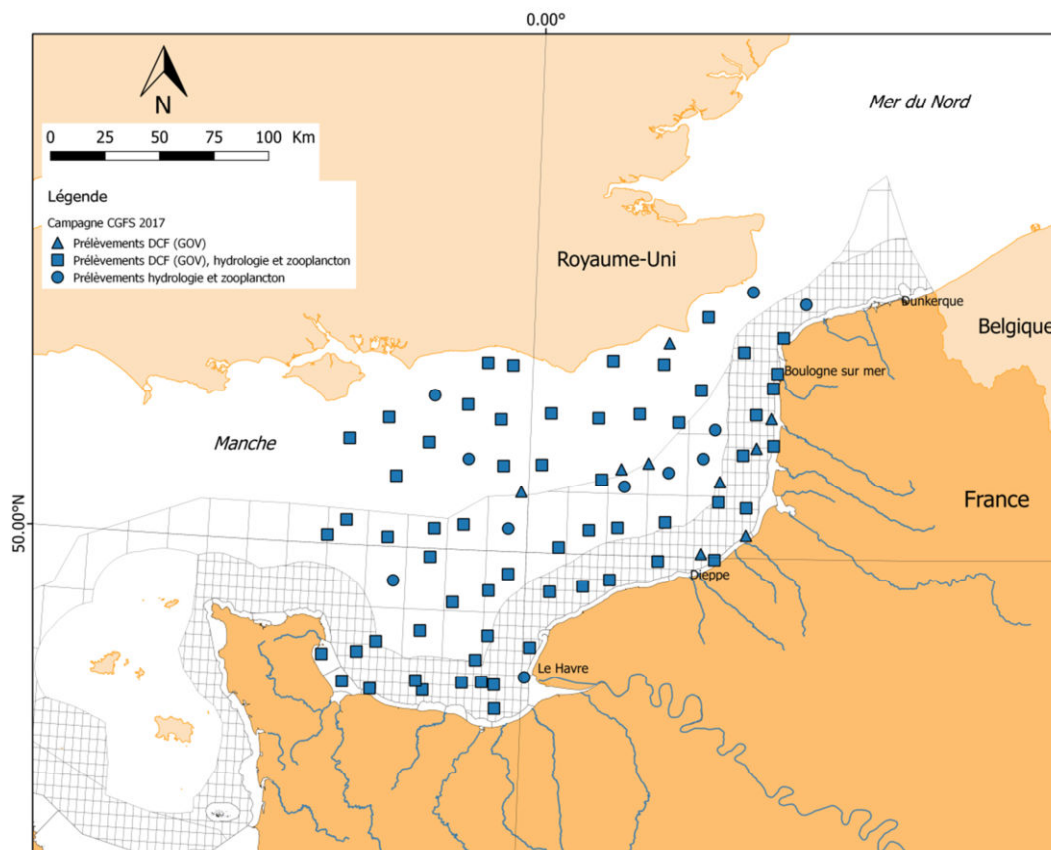 0.00°
Mer du Nord
N
0 25 50 75 100 Km
Légende
Campagne CGFS 2017
Prélèvements DCF (GOV)
Prélèvements DCF (GOV), hydrologie et zooplancton
Prélèvements hydrologie et zooplancton
Royaume-Uni
Dunkerque
Belgique
Boulogne sur mer
Manche
France
50.00°N
Dieppe
Le Havre